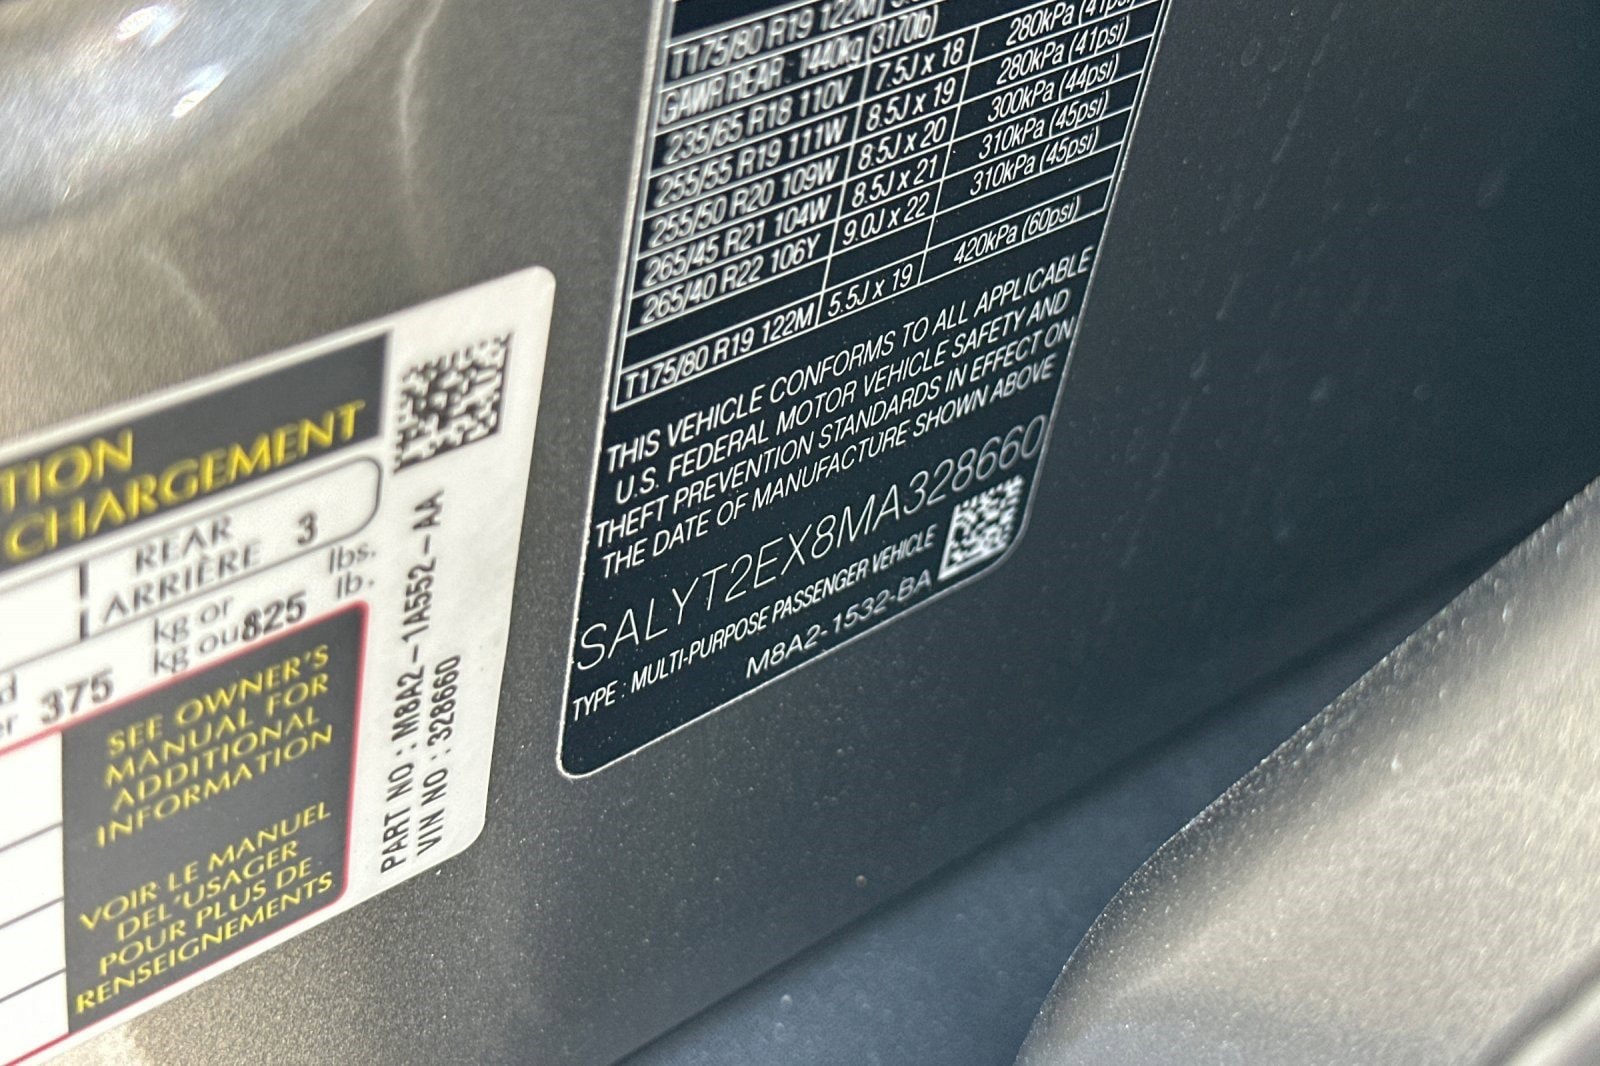 TION
CHARGEMENT
REAR
ARRIÈRE 3
kg or lbs.
kg ou 825 lb.
375
SEE OWNER'S
MANUAL FOR
ADDITIONAL
INFORMATION
VOIR LE MANUEL
DEL'USAGER
POUR PLUS DE
RENSEIGNEMENTS
PART NO : M8A2-1A552-AA
VIN NO : 328660
T175/80 R19 122M
GAWR REAR : 1440kg (3170lb)
235/65 R18 110V 7.5J x 18 280kPa (41psi)
255/55 R19 111W 8.5J x 19 280kPa (41psi)
255/50 R20 109W 8.5J x 20 300kPa (44psi)
265/45 R21 104W 8.5J x 21 310kPa (45psi)
265/40 R22 106Y 9.0J x 22 310kPa (45psi)
T175/80 R19 122M 5.5J x 19 420kPa (60psi)
THIS VEHICLE CONFORMS TO ALL APPLICABLE
U.S. FEDERAL MOTOR VEHICLE SAFETY AND
THEFT PREVENTION STANDARDS IN EFFECT ON
THE DATE OF MANUFACTURE SHOWN ABOVE
SALYT2EX8MA328660
TYPE : MULTI-PURPOSE PASSENGER VEHICLE
M8A2-1532-BA